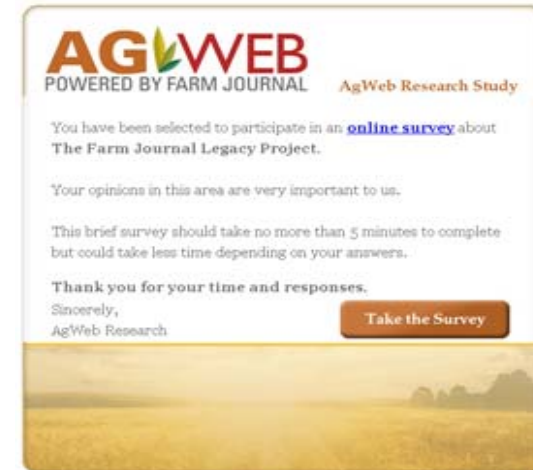 AGWEB
POWERED BY FARM JOURNAL
AgWeb Research Study
You have been selected to participate in an online survey about
The Farm Journal Legacy Project.
Your opinions in this area are very important to us.
This brief survey should take no more than 5 minutes to complete
but could take less time depending on your answers.
Thank you for your time and responses.
Sincerely,
AgWeb Research
Take the Survey